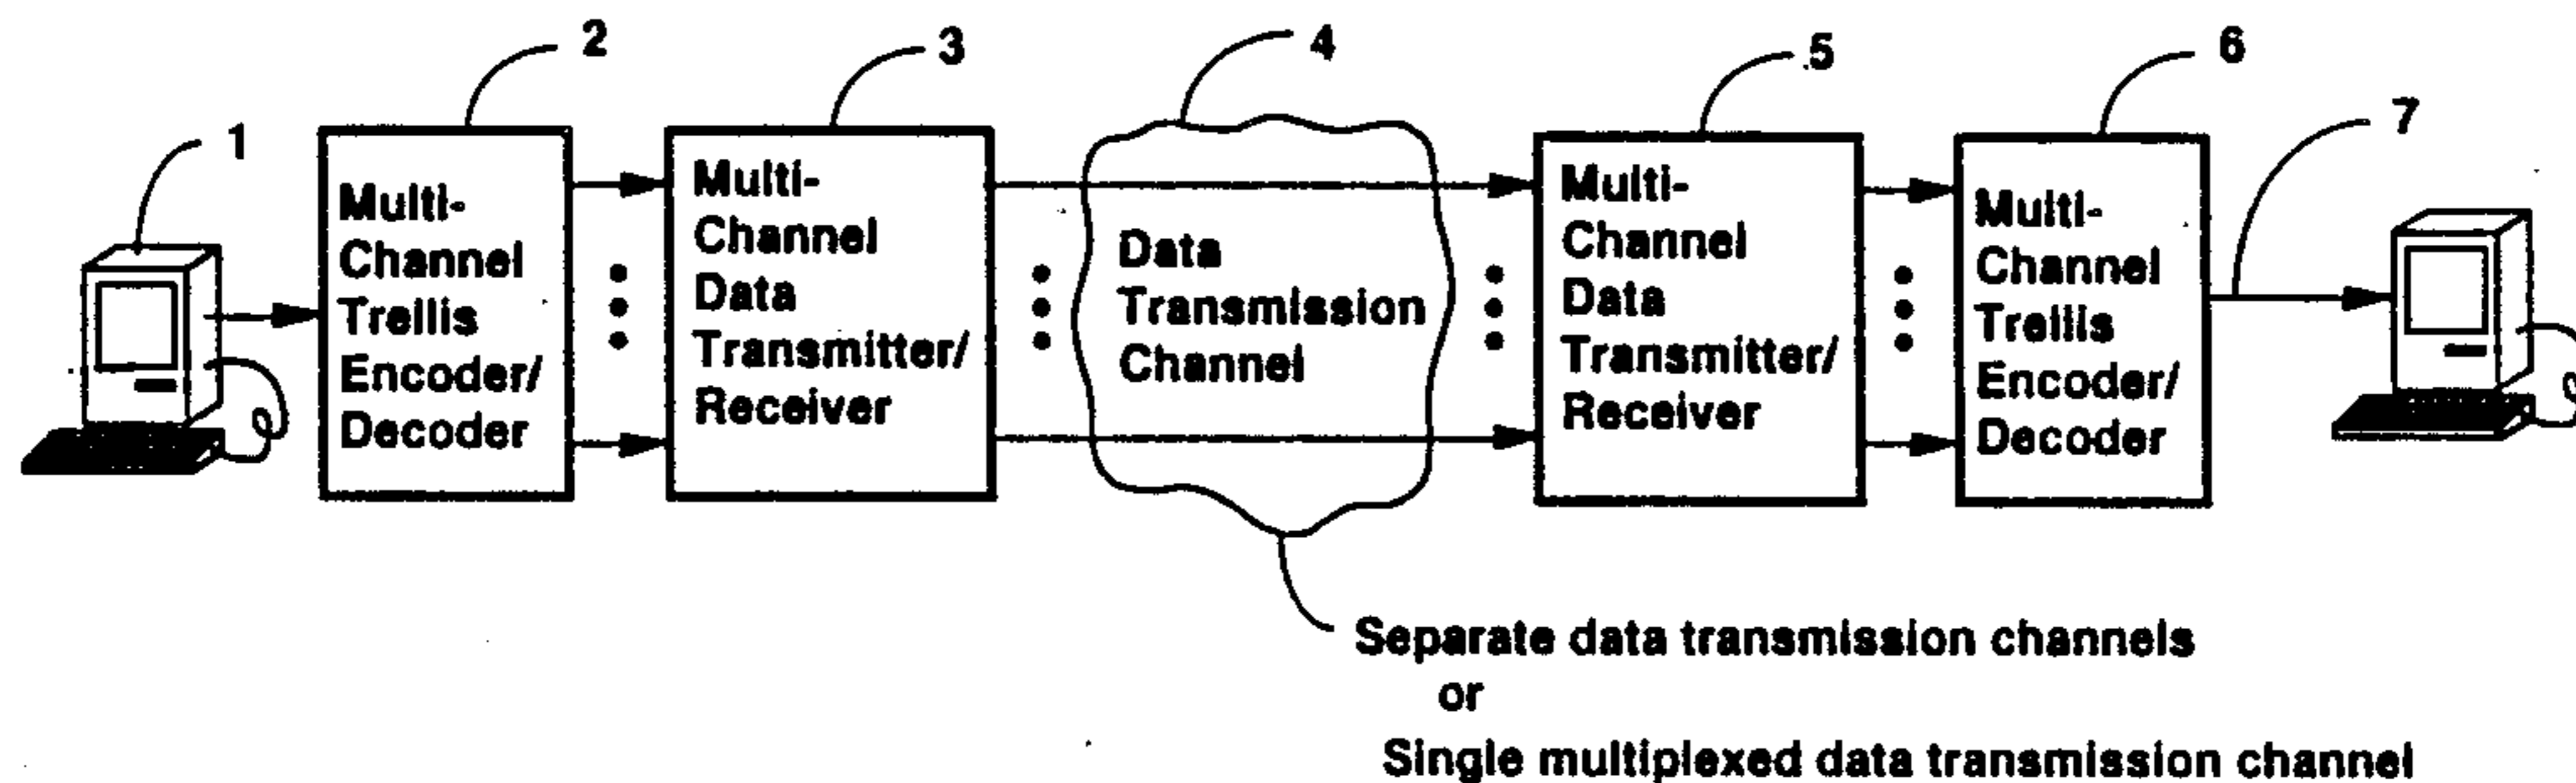 1
2
3
4
5
6
7
Multi-
Channel
Trellis
Encoder/
Decoder
Multi-
Channel
Data
Transmitter/
Receiver
Data
Transmission
Channel
Multi-
Channel
Data
Transmitter/
Receiver
Multi-
Channel
Trellis
Encoder/
Decoder
Separate data transmission channels
or
Single multiplexed data transmission channel